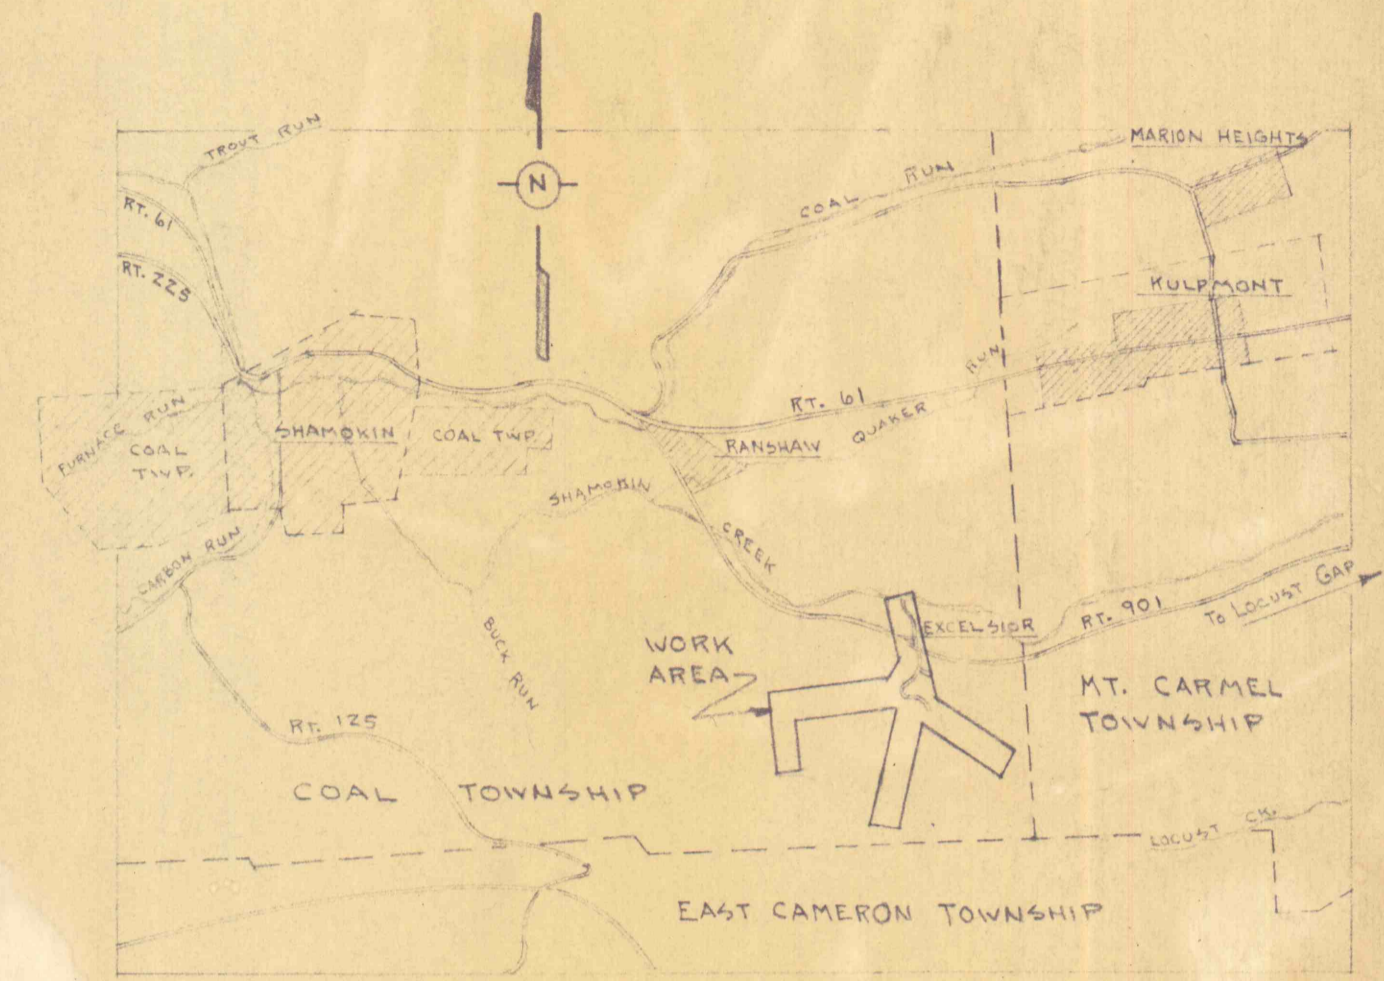 TROUT RUN
MARION HEIGHTS
N
COAL RUN
RT. 61
RT. 225
KULPMONT
RUN
RT. 61
QUAKER
FURNACE RUN
COAL
TWP.
SHAMOKIN
COAL TWP.
RANSHAW
SHAMOKIN
CREEK
CARBON RUN
BUCK RUN
EXCELSIOR
RT. 901
TO LOCUST GAP
WORK
AREA
MT. CARMEL
TOWNSHIP
RT. 125
COAL TOWNSHIP
LOCUST CK.
EAST CAMERON TOWNSHIP